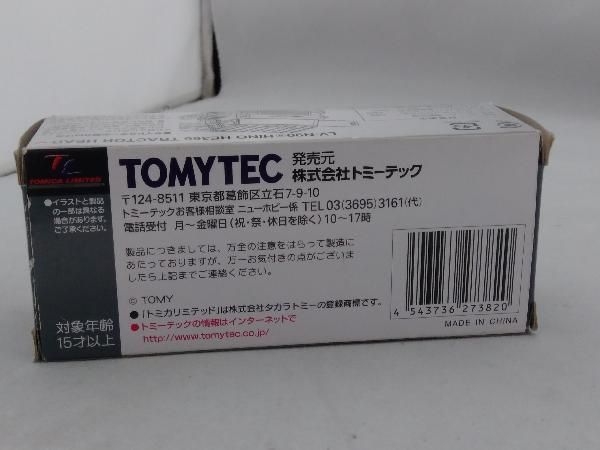 TL
TOMICA LIMITED
●イラストと製品
の一部は異なる
場合があります。
ご了承ください。
対象年齢
15才以上
TOMYTEC 発売元
株式会社トミーテック
〒124-8511 東京都葛飾区立石7-9-10
トミーテックお客様相談室 ニューホビー係 TEL 03(3695)3161(代)
電話受付 月〜金曜日(祝・祭・休日を除く)10〜17時
製品につきましては、万全の注意をはらって製造に
あたっておりますが、万一お気付きの点がございま
したら上記までご連絡ください。
© TOMY
●「トミカリミテッド」は株式会社タカラトミーの登録商標です。
●トミーテックの情報はインターネットで
http://www.tomytec.co.jp/
4 543736 273820
MADE IN CHINA